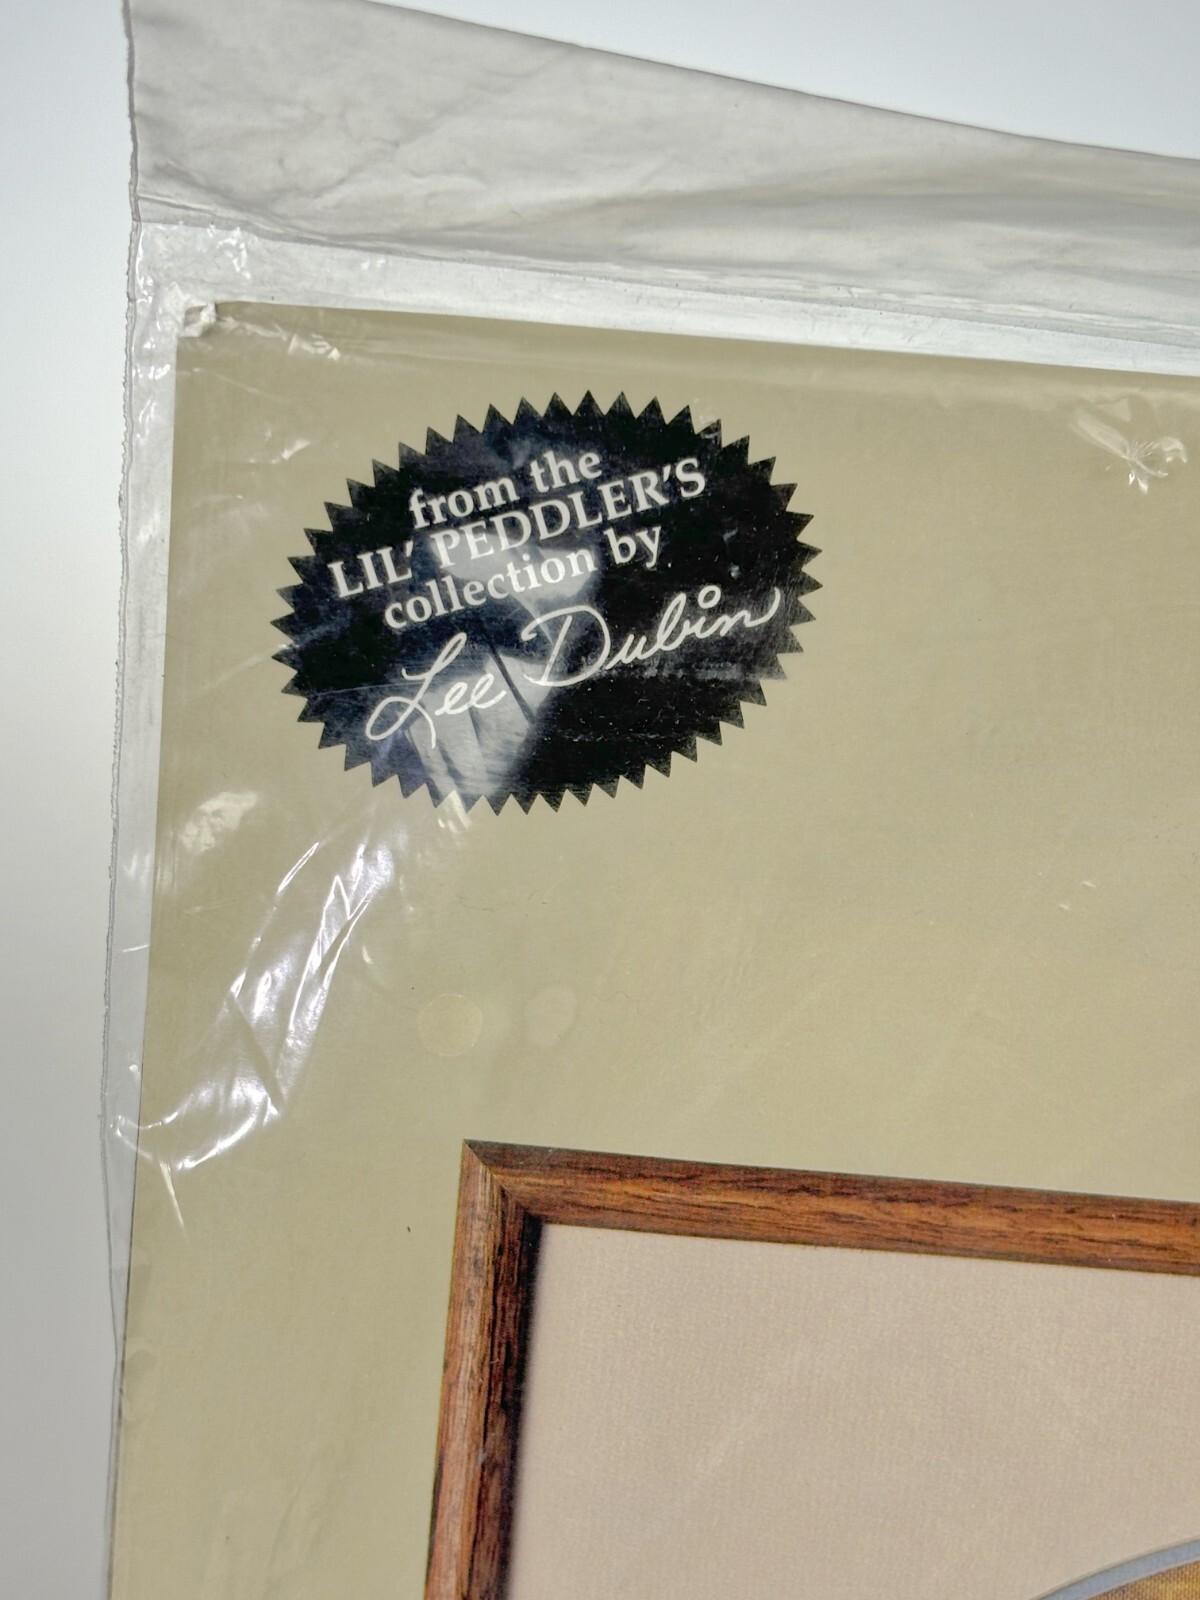 from the
LIL' PEDDLER'S
collection by
Lee Dubin